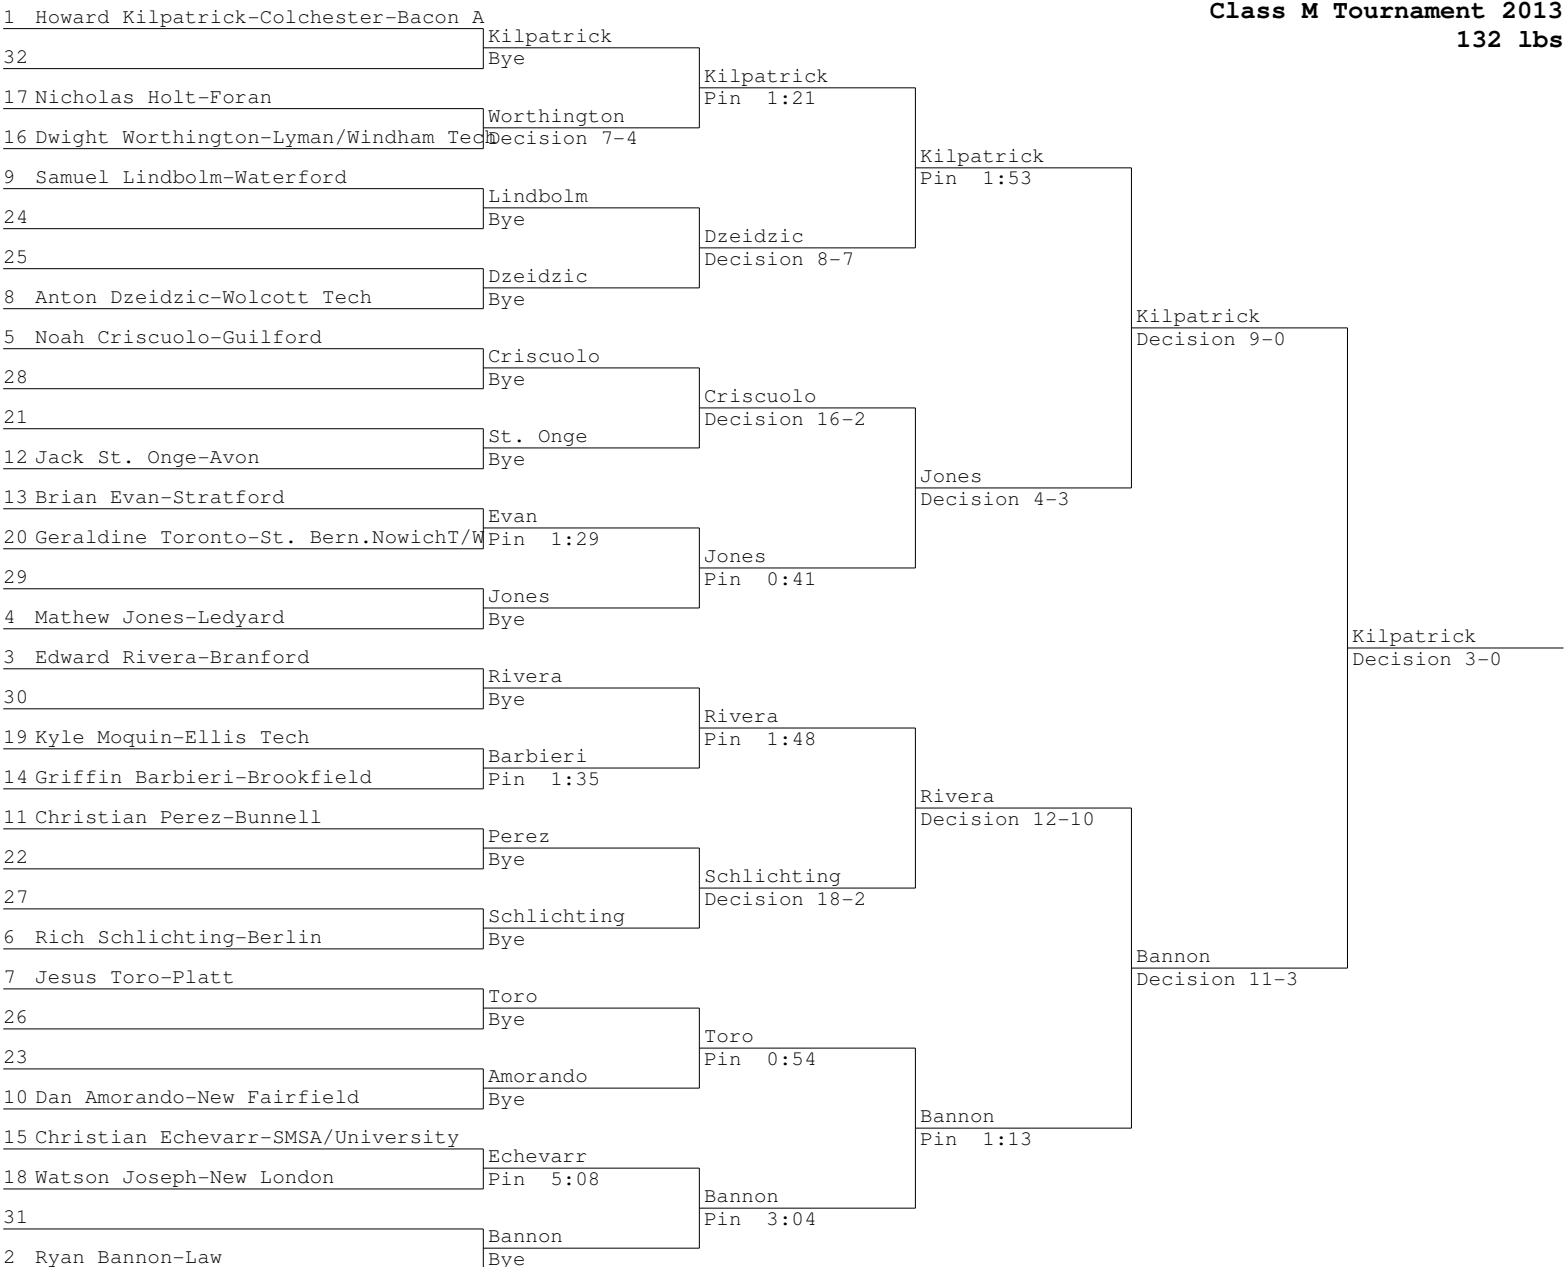 Class M Tournament 2013
132 lbs
1 Howard Kilpatrick-Colchester-Bacon A
32
17 Nicholas Holt-Foran
16 Dwight Worthington-Lyman/Windham Tech
9 Samuel Lindbolm-Waterford
24
25
8 Anton Dzeidzic-Wolcott Tech
5 Noah Criscuolo-Guilford
28
21
12 Jack St. Onge-Avon
13 Brian Evan-Stratford
20 Geraldine Toronto-St. Bern.NowichT/W
29
4 Mathew Jones-Ledyard
3 Edward Rivera-Branford
30
19 Kyle Moquin-Ellis Tech
14 Griffin Barbieri-Brookfield
11 Christian Perez-Bunnell
22
27
6 Rich Schlichting-Berlin
7 Jesus Toro-Platt
26
23
10 Dan Amorando-New Fairfield
15 Christian Echevarr-SMSA/University
18 Watson Joseph-New London
31
2 Ryan Bannon-Law
Kilpatrick
Bye
Worthington
Decision 7-4
Lindbolm
Bye
Dzeidzic
Bye
Criscuolo
Bye
St. Onge
Bye
Evan
Pin 1:29
Jones
Bye
Rivera
Bye
Barbieri
Pin 1:35
Perez
Bye
Schlichting
Bye
Toro
Bye
Amorando
Bye
Echevarr
Pin 5:08
Bannon
Bye
Kilpatrick
Pin 1:21
Dzeidzic
Decision 8-7
Criscuolo
Decision 16-2
Jones
Pin 0:41
Rivera
Pin 1:48
Schlichting
Decision 18-2
Toro
Pin 0:54
Bannon
Pin 3:04
Kilpatrick
Pin 1:53
Jones
Decision 4-3
Rivera
Decision 12-10
Bannon
Pin 1:13
Kilpatrick
Decision 9-0
Bannon
Decision 11-3
Kilpatrick
Decision 3-0